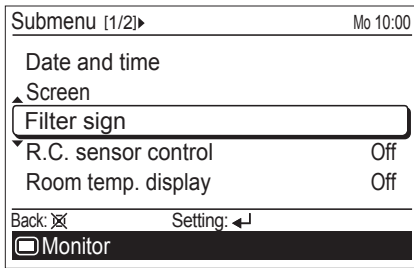 Submenu [1/2] Mo 10:00
Date and time
Screen
Filter sign
R.C. sensor control Off
Room temp. display Off
Back: Setting:
Monitor